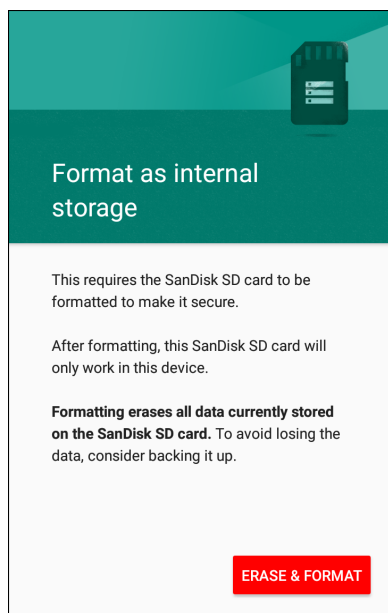 Format as internal
storage
This requires the SanDisk SD card to be
formatted to make it secure.
After formatting, this SanDisk SD card will
only work in this device.
Formatting erases all data currently stored
on the SanDisk SD card. To avoid losing the
data, consider backing it up.
ERASE & FORMAT